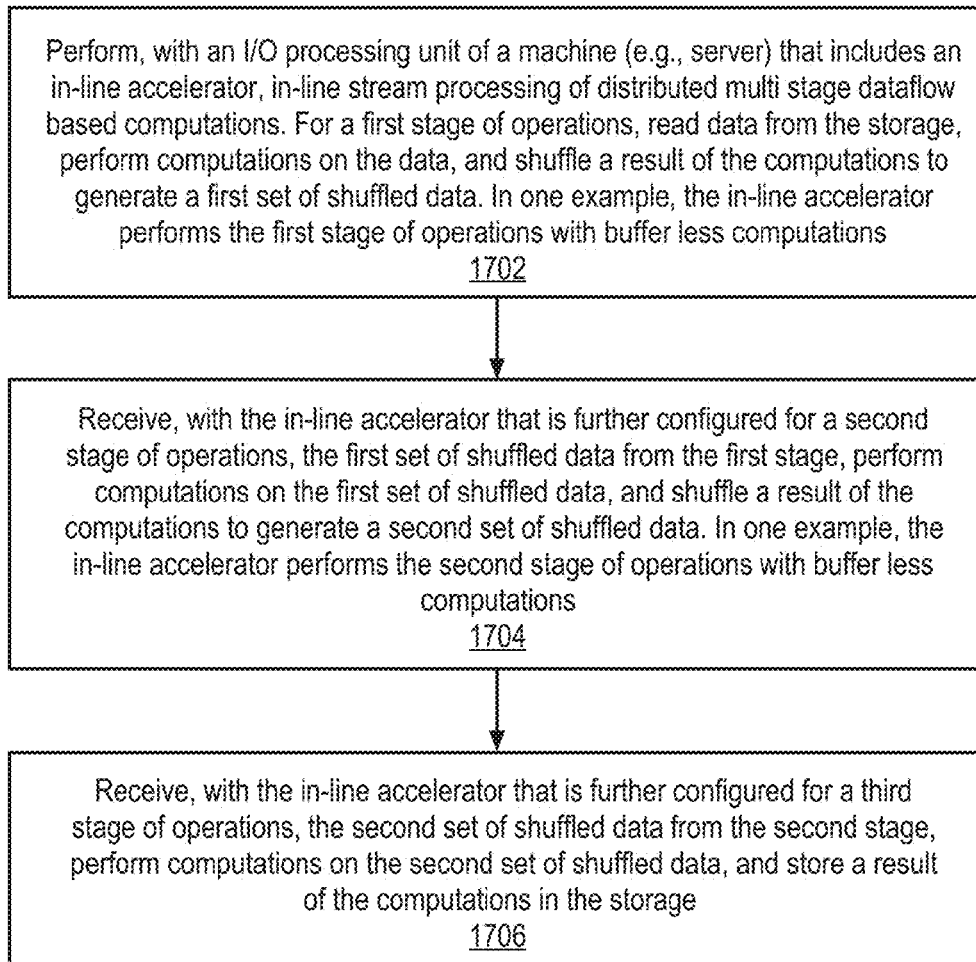 Perform, with an I/O processing unit of a machine (e.g., server) that includes an
in-line accelerator, in-line stream processing of distributed multi stage dataflow
based computations. For a first stage of operations, read data from the storage,
perform computations on the data, and shuffle a result of the computations to
generate a first set of shuffled data. In one example, the in-line accelerator
performs the first stage of operations with buffer less computations
1702
Receive, with the in-line accelerator that is further configured for a second
stage of operations, the first set of shuffled data from the first stage, perform
computations on the first set of shuffled data, and shuffle a result of the
computations to generate a second set of shuffled data. In one example, the
in-line accelerator performs the second stage of operations with buffer less
computations
1704
Receive, with the in-line accelerator that is further configured for a third
stage of operations, the second set of shuffled data from the second stage,
perform computations on the second set of shuffled data, and store a result
of the computations in the storage
1706